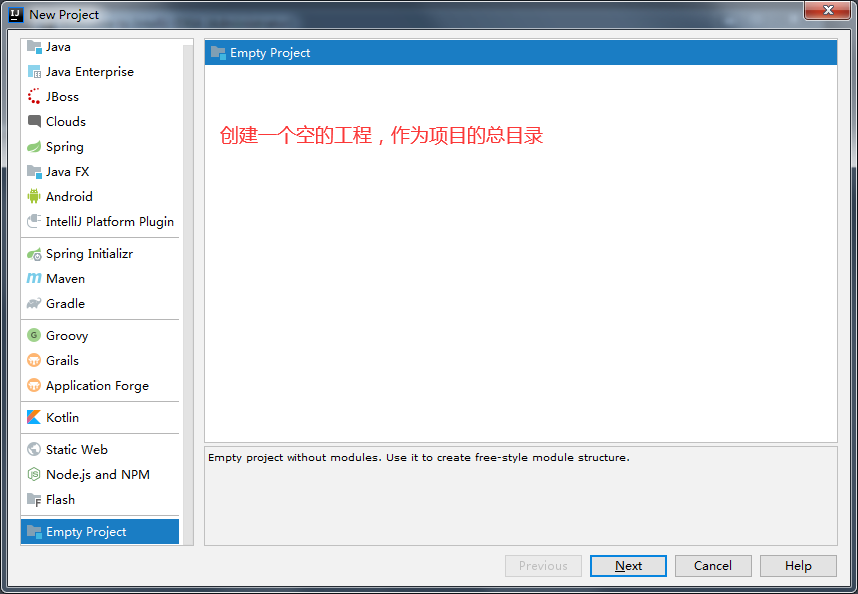 New Project
Java
Java Enterprise
JBoss
Clouds
Spring
Java FX
Android
IntelliJ Platform Plugin
Spring Initializr
Maven
Gradle
Groovy
Grails
Application Forge
Kotlin
Static Web
Node.js and NPM
Flash
Empty Project
Empty Project
创建一个空的工程，作为项目的总目录
Empty project without modules. Use it to create free-style module structure.
Previous
Next
Cancel
Help